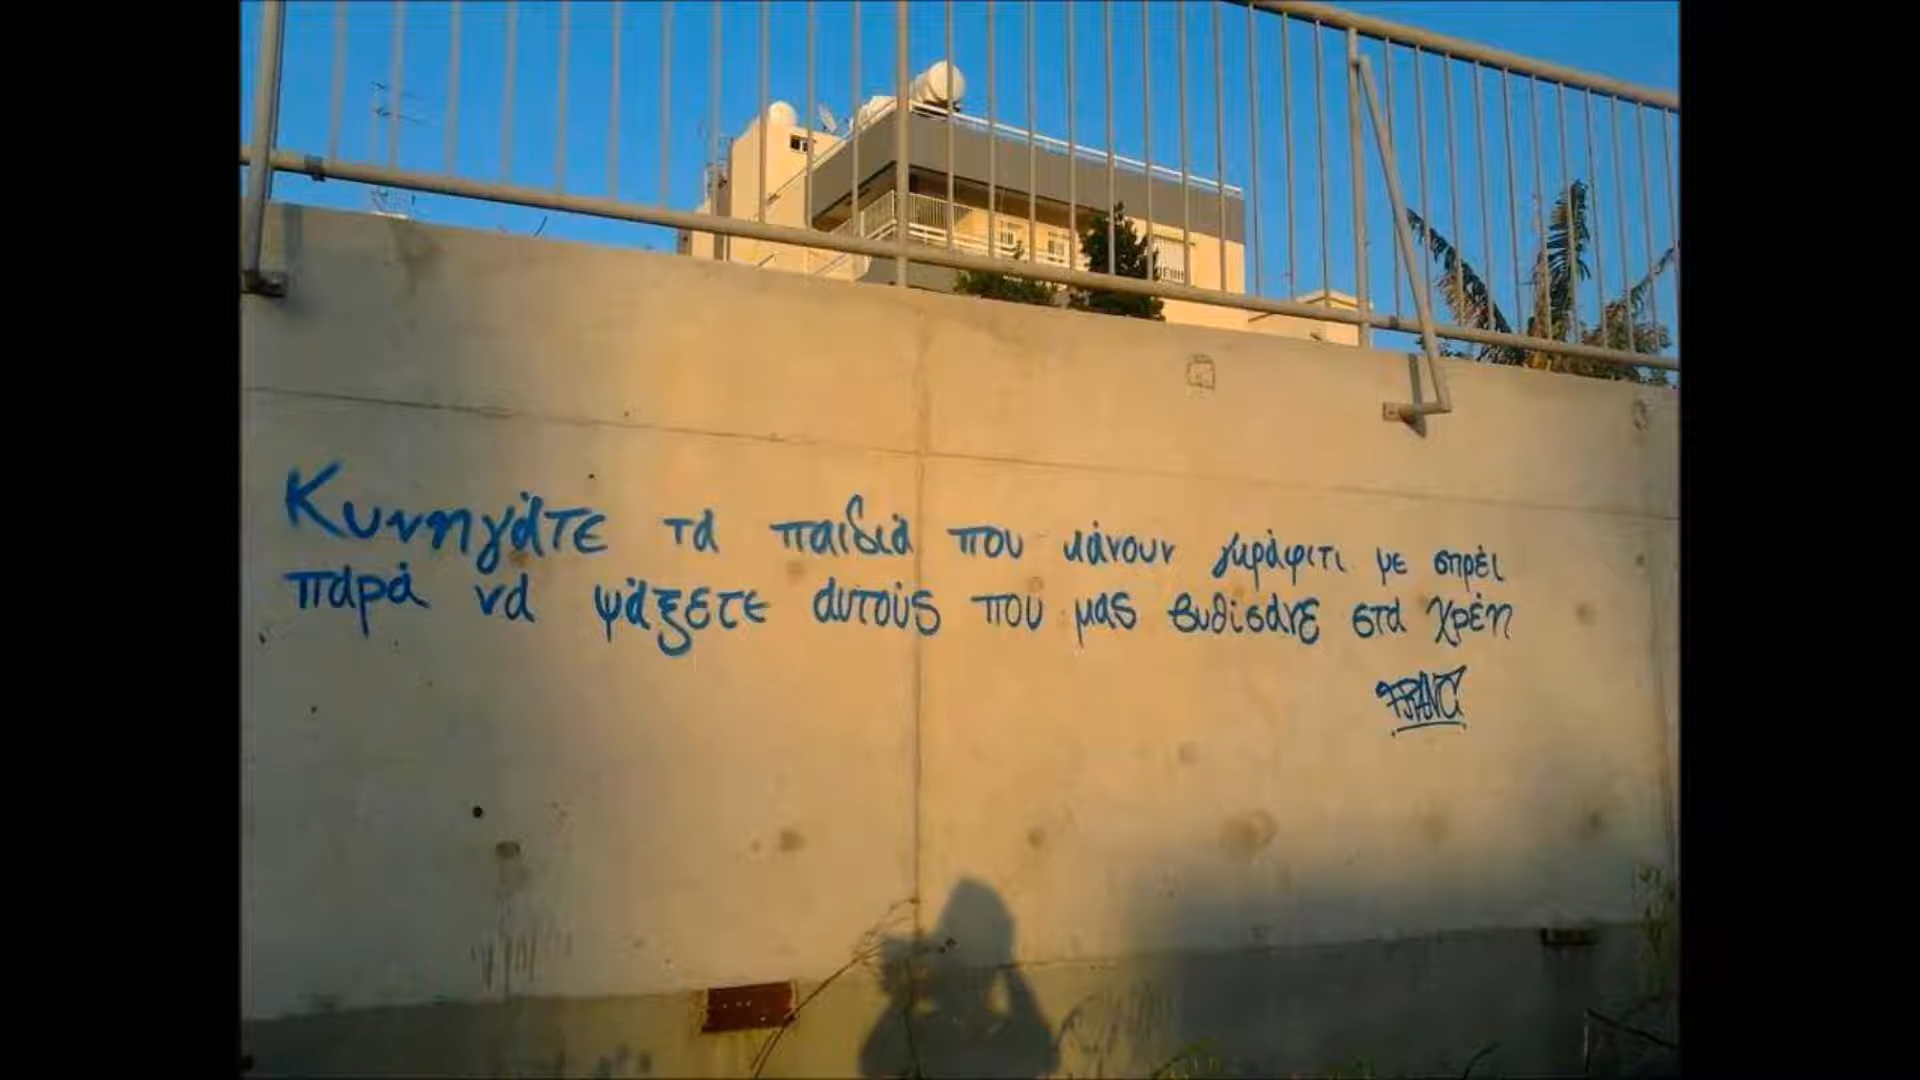 Κυνηγάτε τα παιδιά που κάνουν γκράφιτι με σπρέι
παρά να ψάξετε αυτούς που μας βυθίσανε στα χρέη